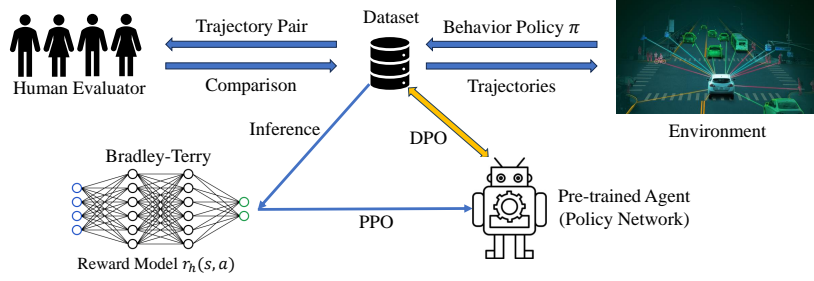 Trajectory Pair
Dataset
Behavior Policy π
Human Evaluator
Comparison
Trajectories
Environment
Inference
DPO
Bradley-Terry
Pre-trained Agent
(Policy Network)
PPO
Reward Model r_h(s, a)